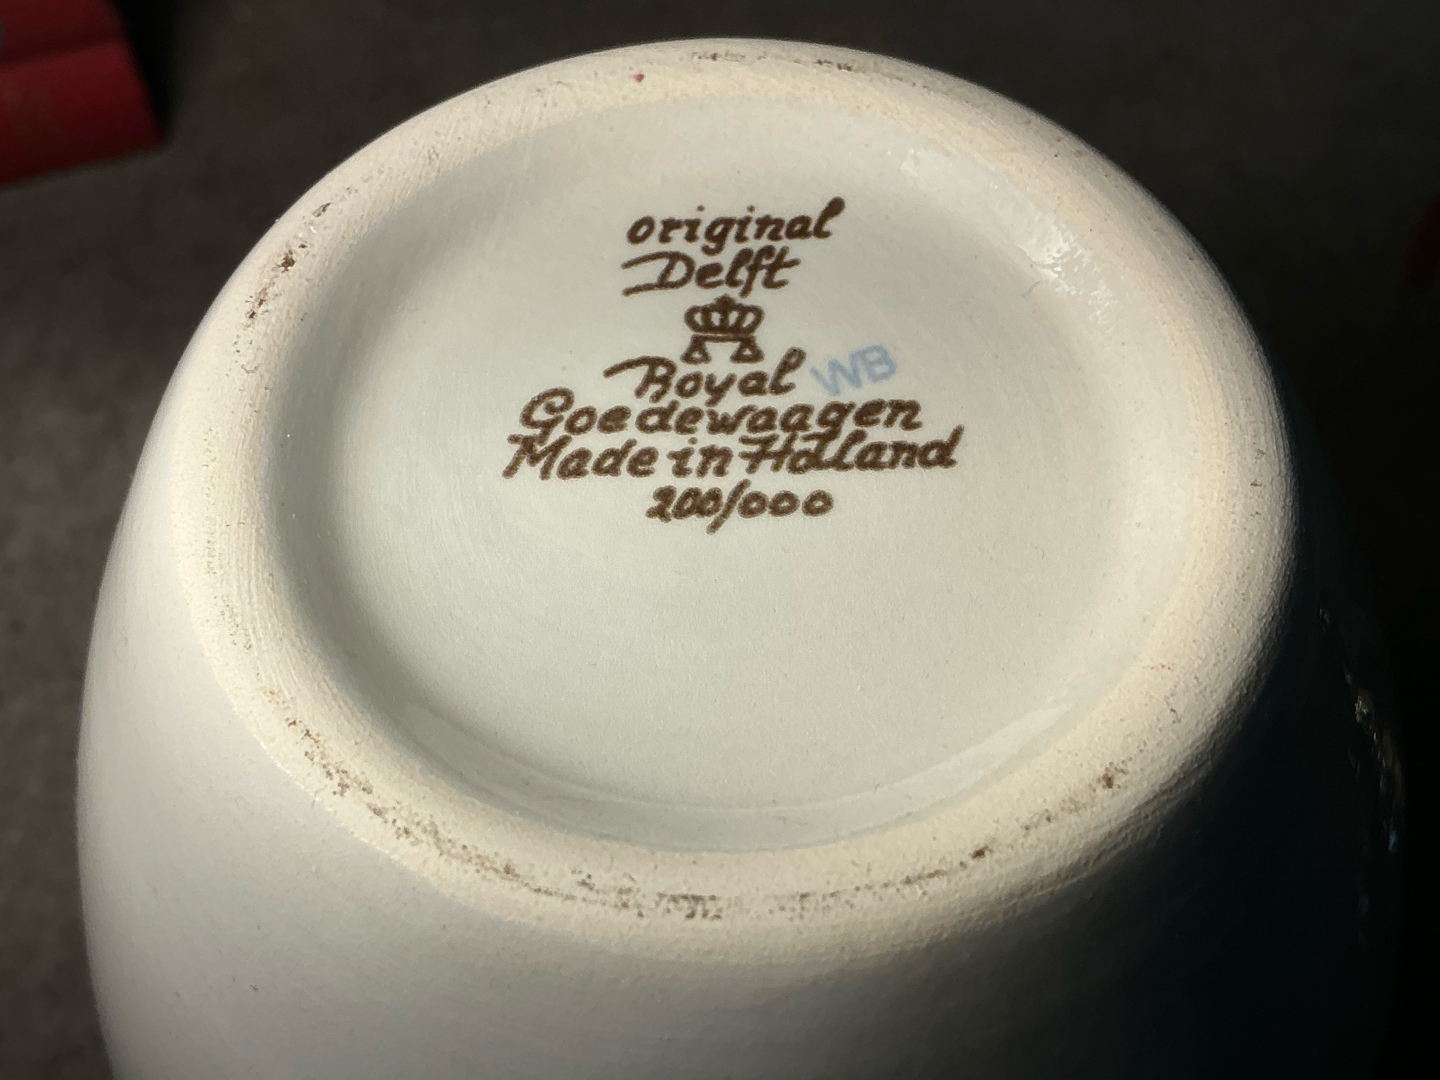 original
Delft
Royal WB
Goedewaagen
Made in Holland
200/000